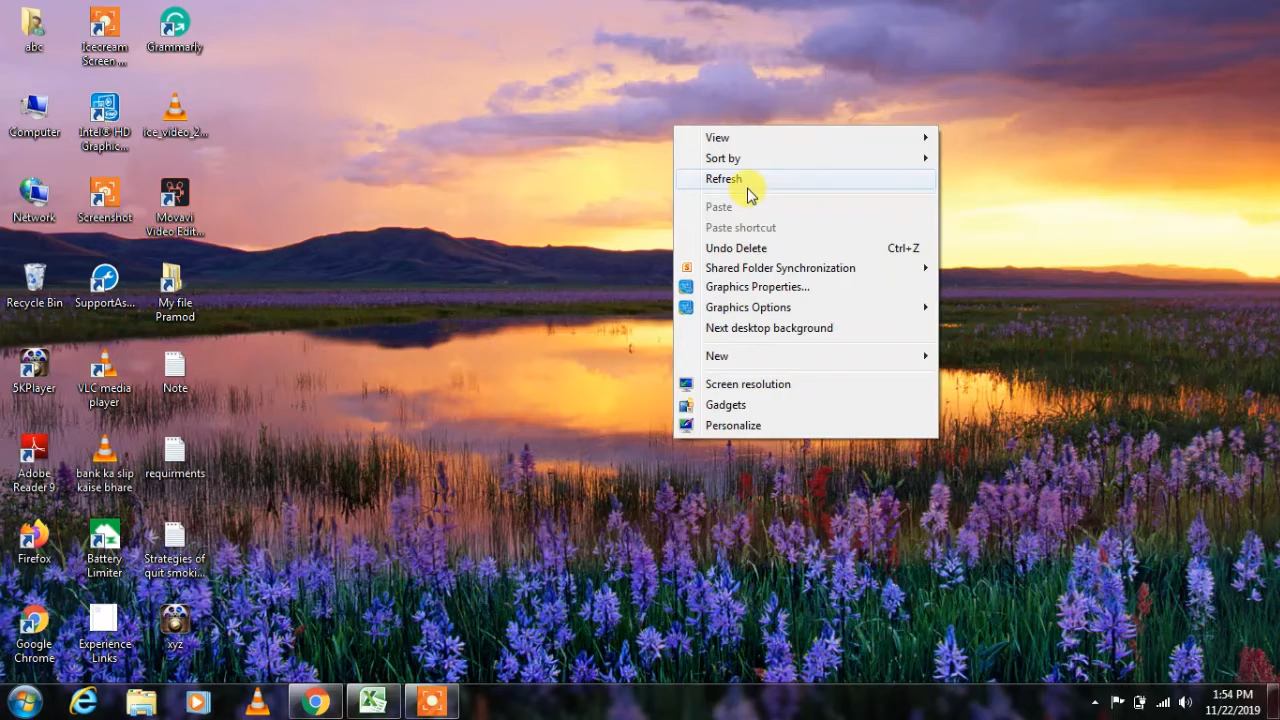 abc
Icecream
Screen ...
Grammarly
Computer
Intel® HD
Graphic...
ice_video_2...
Network
Screenshot
Movavi
Video Edit...
Recycle Bin
SupportAs...
My file
Pramod
5KPlayer
VLC media
player
Note
Adobe
Reader 9
bank ka slip
kaise bhare
requirments
Firefox
Battery
Limiter
Strategies of
quit smoki...
Google
Chrome
Experience
Links
xyz
View
Sort by
Refresh
Paste
Paste shortcut
Undo Delete Ctrl+Z
Shared Folder Synchronization
Graphics Properties...
Graphics Options
Next desktop background
New
Screen resolution
Gadgets
Personalize
1:54 PM
11/22/2019